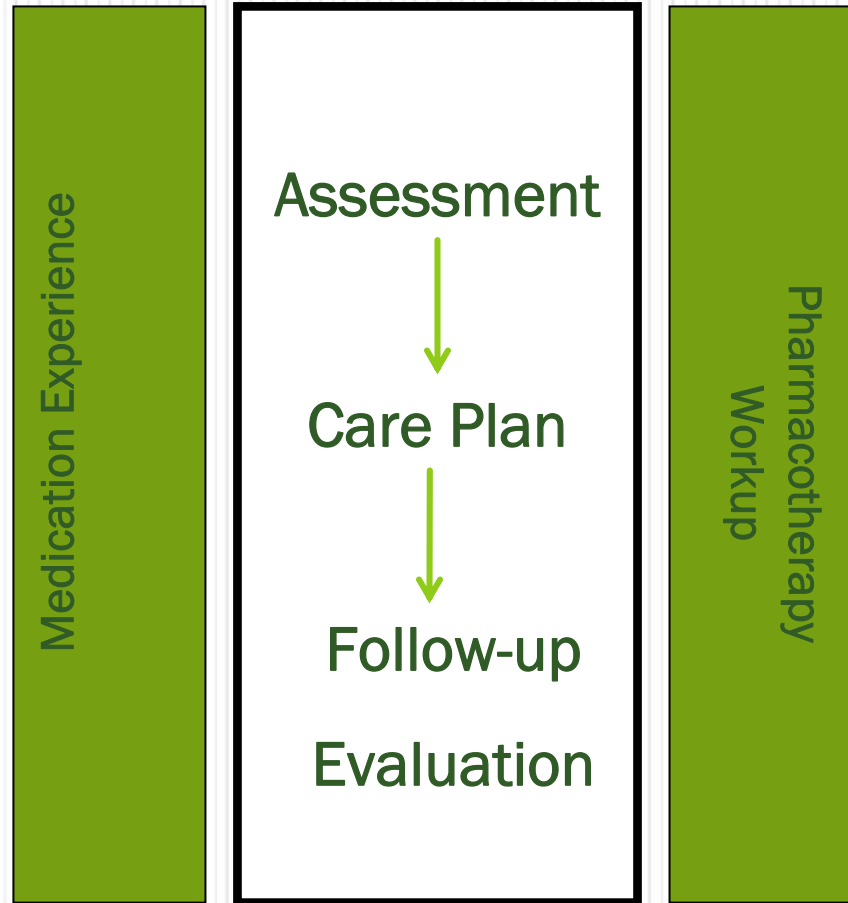 Medication Experience
Assessment
Care Plan
Follow-up
Evaluation
Pharmacotherapy
Workup